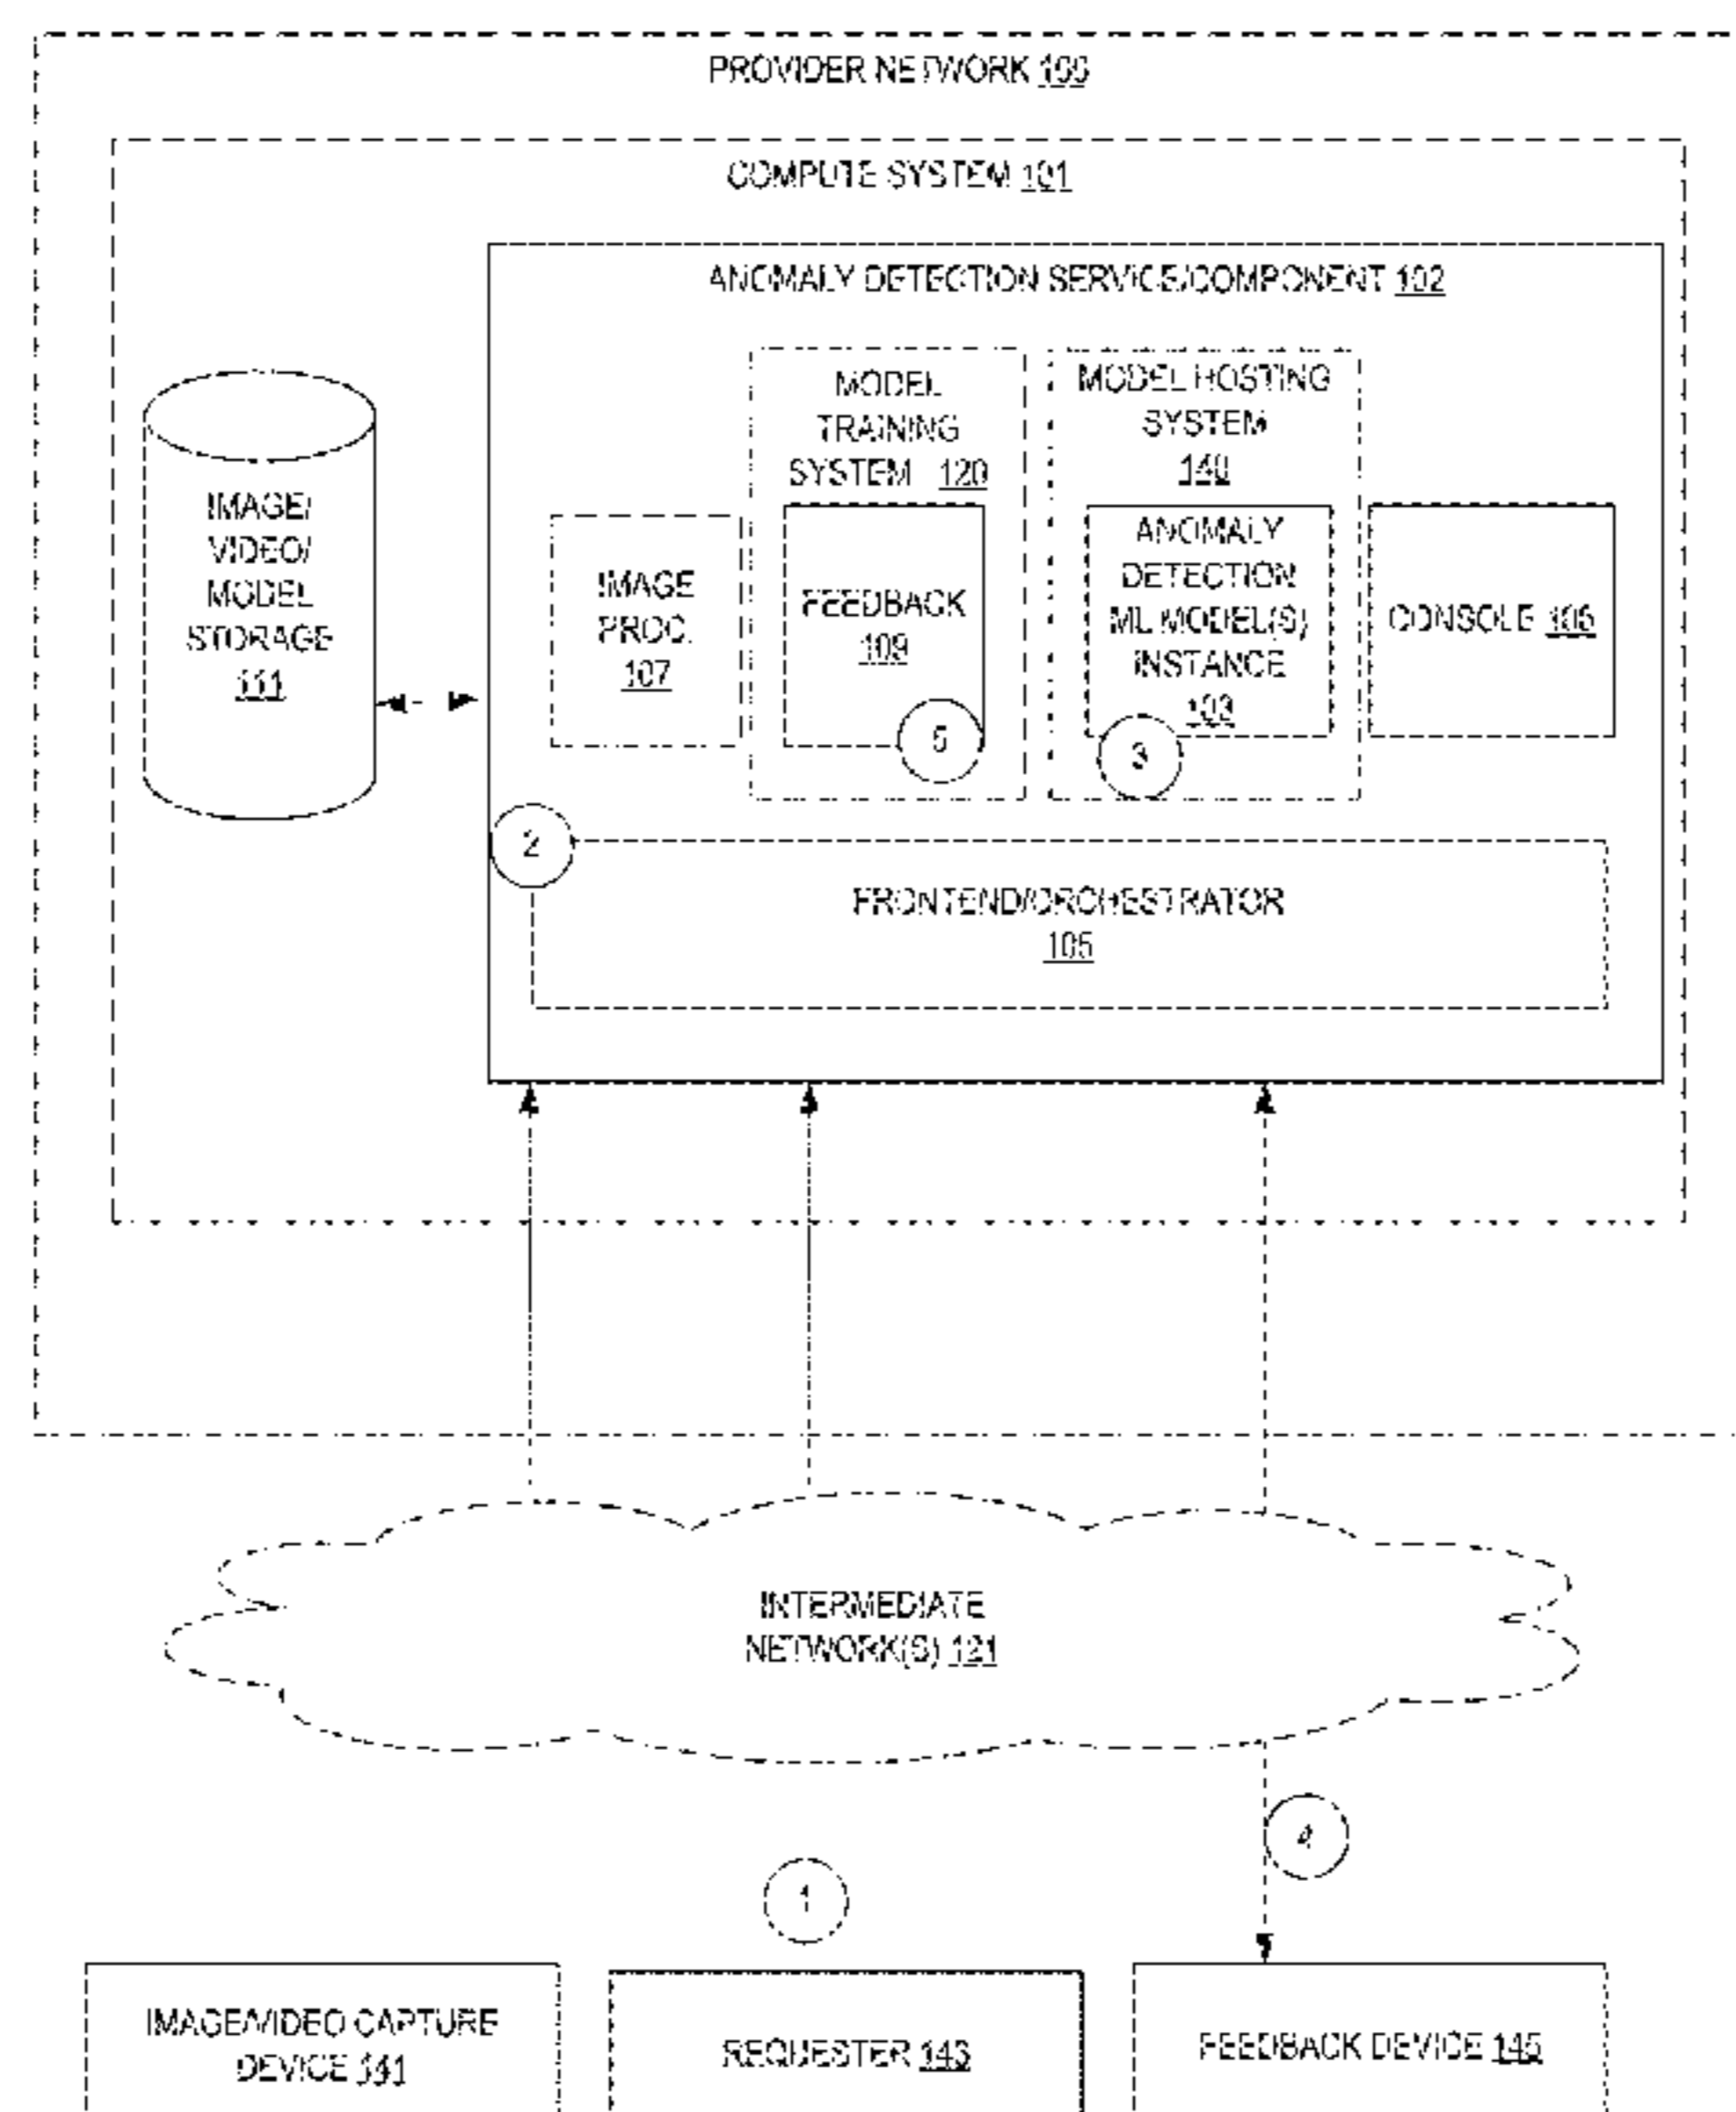 PROVIDER NETWORK 100
COMPUTE SYSTEM 101
ANOMALY DETECTION SERVICE/COMPONENT 102
IMAGE/
VIDEO/
MODEL
STORAGE
111
IMAGE
PROC.
107
MODEL
TRAINING
SYSTEM 120
FEEDBACK
109
5
MODEL HOSTING
SYSTEM
140
ANOMALY
DETECTION
ML MODEL(S)
INSTANCE
103
3
CONSOLE
2
FRONTEND/ORCHESTRATOR
105
INTERMEDIATE
NETWORK(S) 121
4
1
IMAGE/VIDEO CAPTURE
DEVICE 141
REQUESTER 143
FEEDBACK DEVICE 145